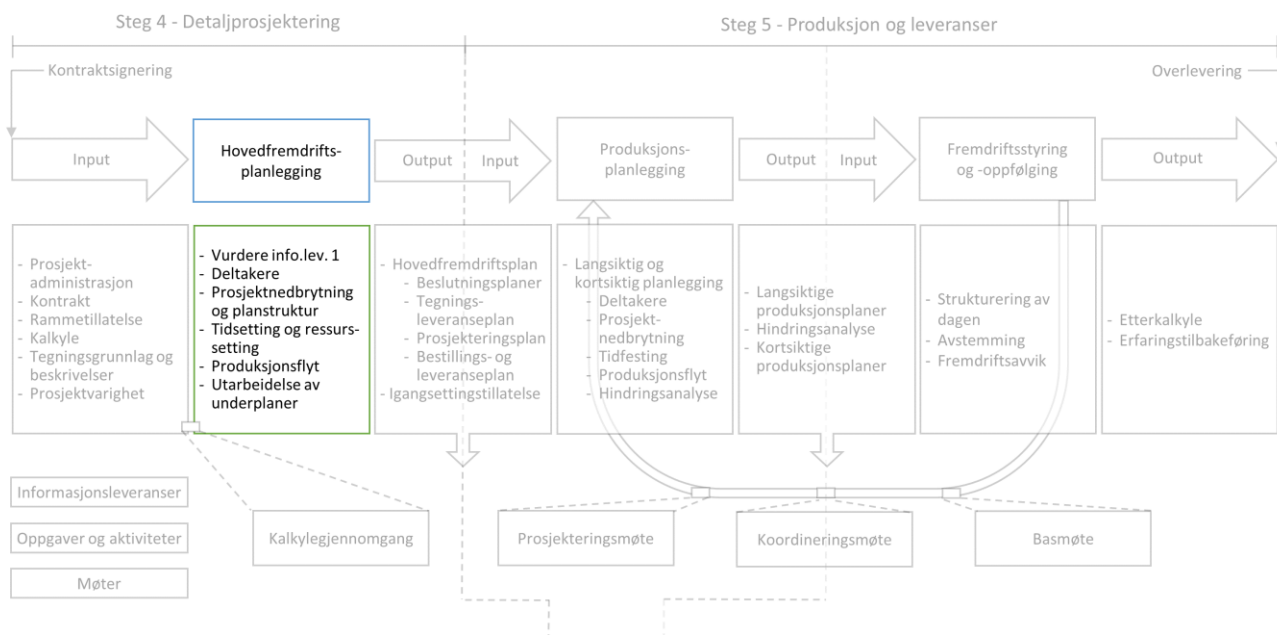 Steg 4 - Detaljprosjektering
Steg 5 - Produksjon og leveranser
Kontraktsignering
Overlevering
Input
Hovedfremdrifts-
planlegging
Output
Input
Produksjons-
planlegging
Output
Input
Fremdriftsstyring
og -oppfølging
Output
- Prosjekt-
administrasjon
- Kontrakt
- Rammetillatelse
- Kalkyle
- Tegningsgrunnlag og
beskrivelser
- Prosjektvarighet
- Vurdere info.lev. 1
- Deltakere
- Prosjektnedbrytning
og planstruktur
- Tidsetting og ressurs-
setting
- Produksjonsflyt
- Utarbeidelse av
underplaner
- Hovedfremdriftsplan
- Beslutningsplaner
- Tegnings-
leveranseplan
- Prosjekteringsplan
- Bestillings- og
leveranseplan
- Igangsettingstillatelse
- Langsiktig og
kortsiktig planlegging
- Deltakere
- Prosjekt-
nedbrytning
- Tidfesting
- Produksjonsflyt
- Hindringsanalyse
- Langsiktige
produksjonsplaner
- Hindringsanalyse
- Kortsiktige
produksjonsplaner
- Strukturering av
dagen
- Avstemming
- Fremdriftsavvik
- Etterkalkyle
- Erfaringstilbakeføring
Informasjonsleveranser
Oppgaver og aktiviteter
Møter
Kalkylegjennomgang
Prosjekteringsmøte
Koordineringsmøte
Basmøte